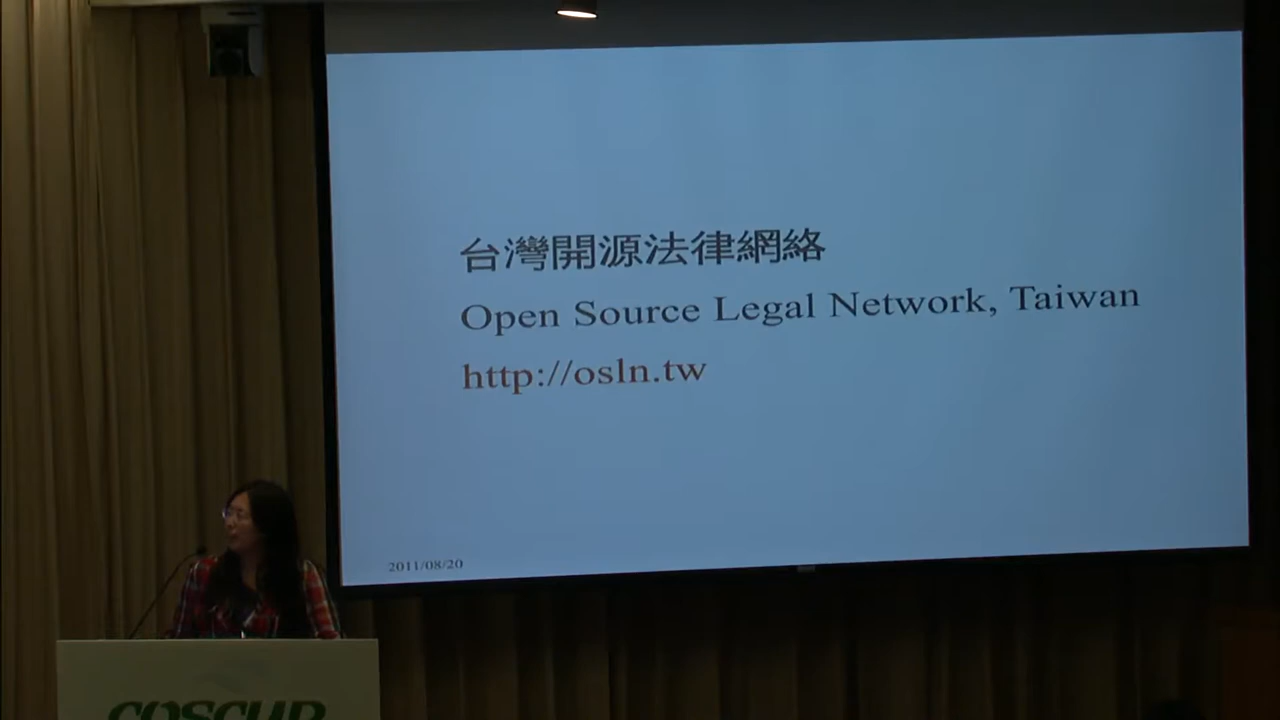 台灣開源法律網絡
Open Source Legal Network, Taiwan
http://osln.tw
2011/08/20
COSCUP